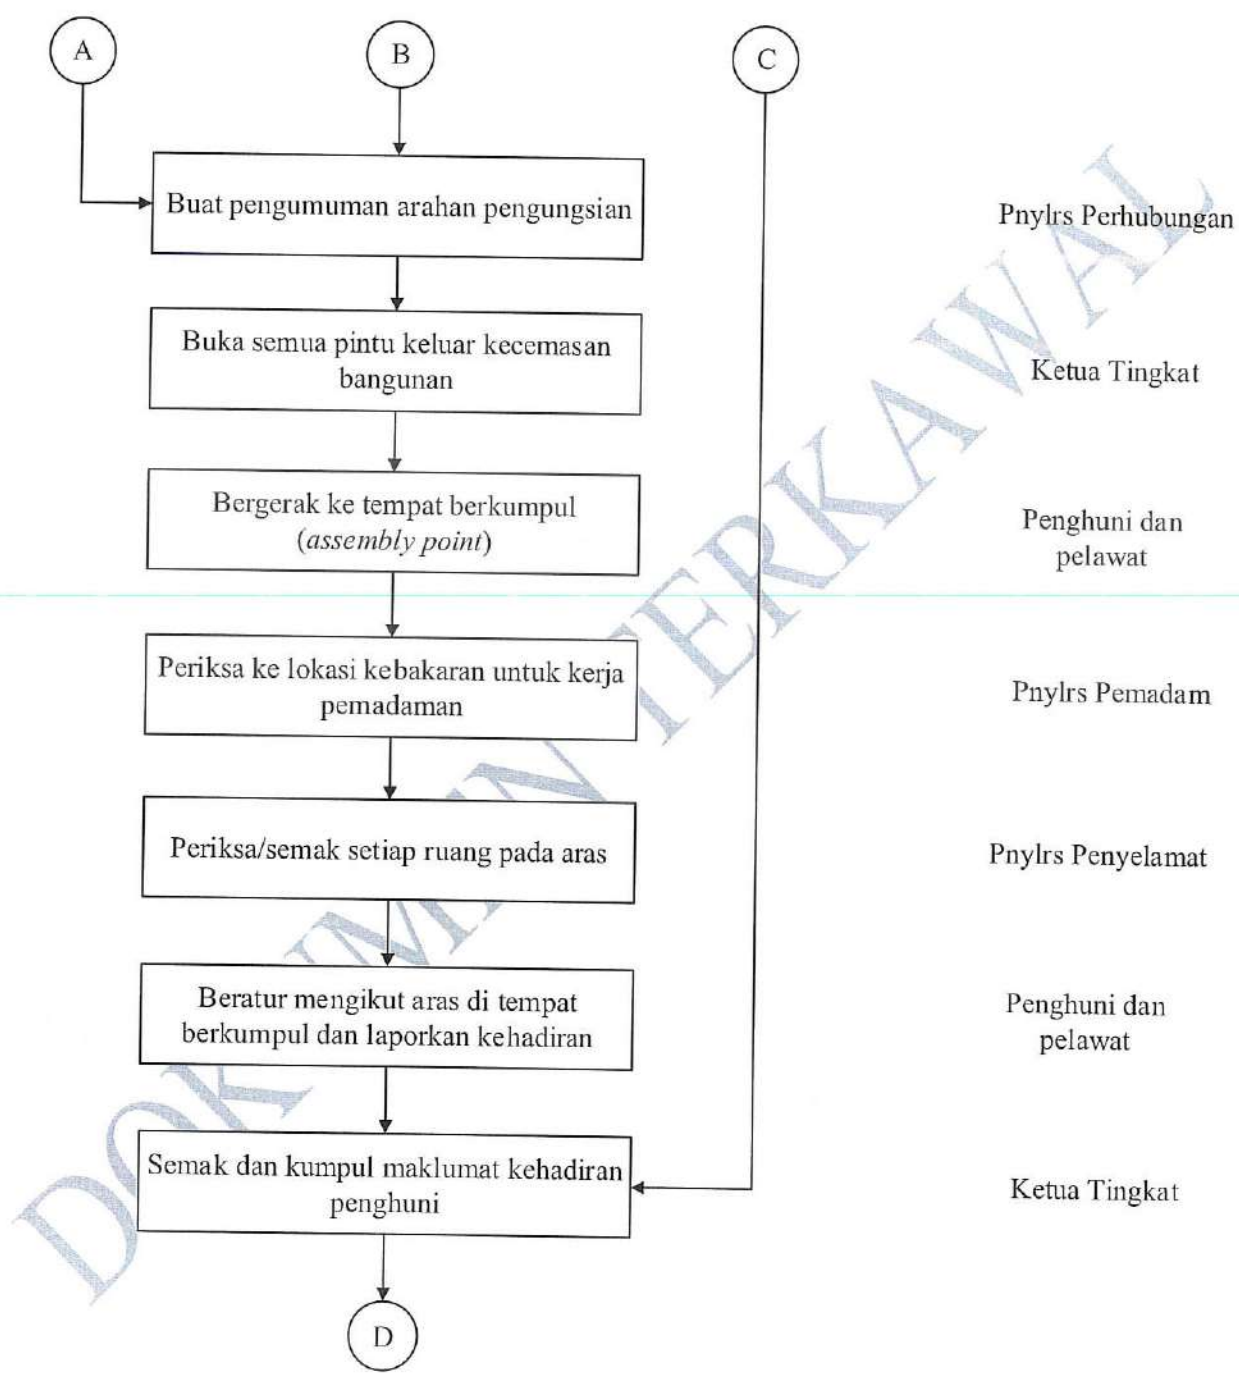 A
B
C
Buat pengumuman arahan pengungsian
Pnylrs Perhubungan
Buka semua pintu keluar kecemasan
bangunan
Ketua Tingkat
Bergerak ke tempat berkumpul
(assembly point)
Penghuni dan
pelawat
Periksa ke lokasi kebakaran untuk kerja
pemadaman
Pnylrs Pemadam
Periksa/semak setiap ruang pada aras
Pnylrs Penyelamat
Beratur mengikut aras di tempat
berkumpul dan laporkan kehadiran
Penghuni dan
pelawat
Semak dan kumpul maklumat kehadiran
penghuni
Ketua Tingkat
D
DOKUMEN TERKAWAL